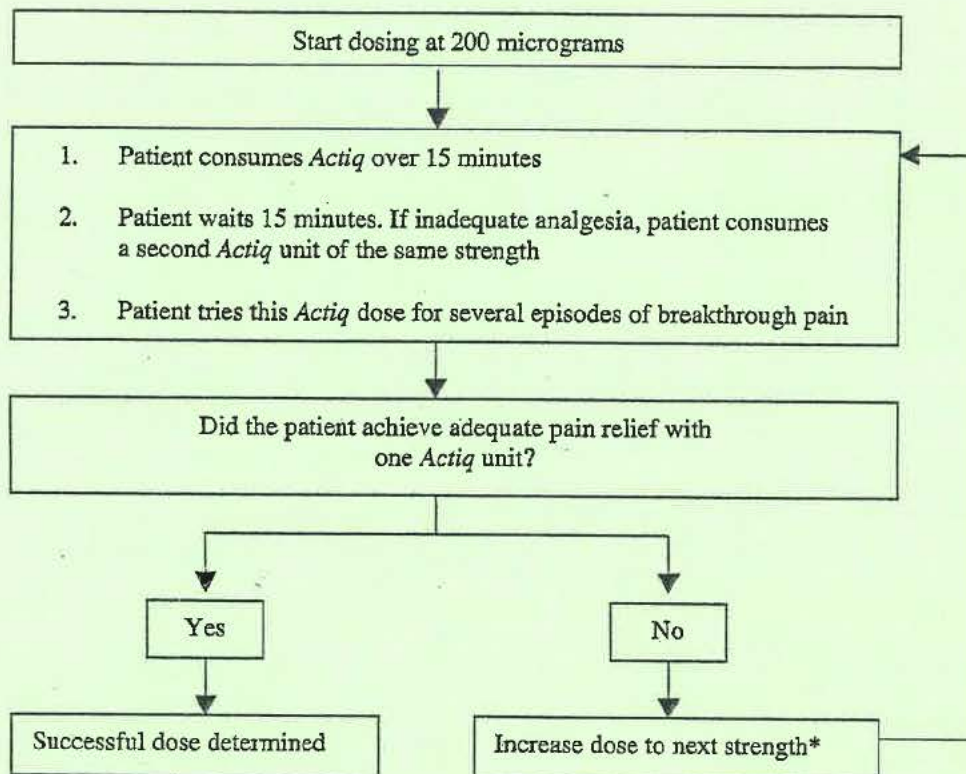 Start dosing at 200 micrograms
1. Patient consumes Actiq over 15 minutes
2. Patient waits 15 minutes. If inadequate analgesia, patient consumes
a second Actiq unit of the same strength
3. Patient tries this Actiq dose for several episodes of breakthrough pain
Did the patient achieve adequate pain relief with
one Actiq unit?
Yes
No
Successful dose determined
Increase dose to next strength*